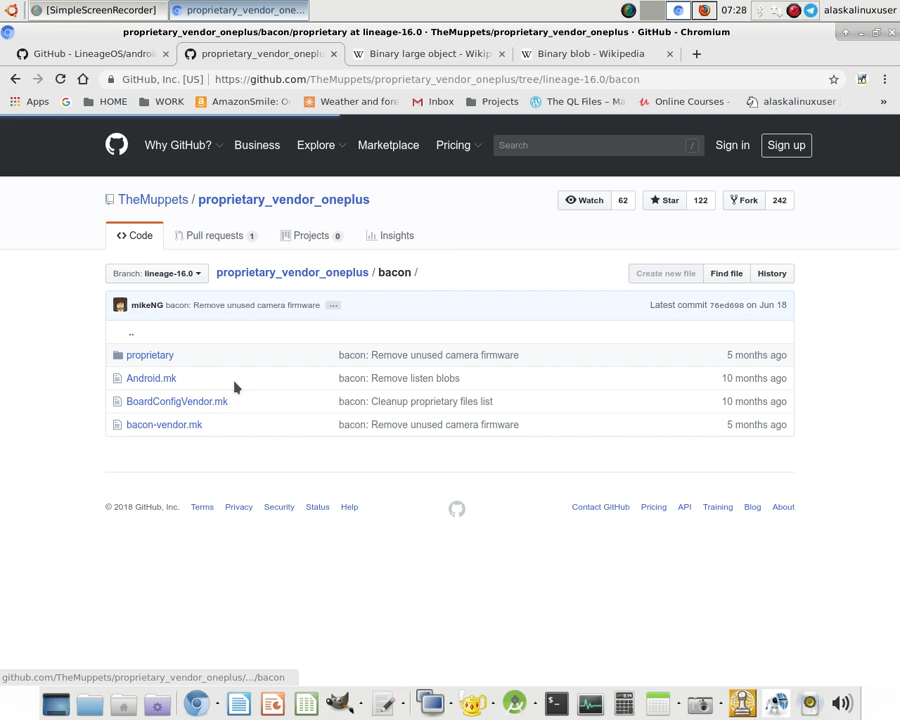 [SimpleScreenRecorder]
proprietary_vendor_one...
07:28
alaskalinuxuser
proprietary_vendor_oneplus/bacon/proprietary at lineage-16.0 · TheMuppets/proprietary_vendor_oneplus · GitHub - Chromium
GitHub - LineageOS/androi
proprietary_vendor_oneplu
Binary large object - Wikip
Binary blob - Wikipedia
GitHub, Inc. [US]
https://github.com/TheMuppets/proprietary_vendor_oneplus/tree/lineage-16.0/bacon
Apps
HOME
WORK
AmazonSmile: O
Weather and fore
Inbox
Projects
The QL Files – Ma
Online Courses -
alaskalinuxuser
»
Why GitHub?
Business
Explore
Marketplace
Pricing
Search
/
Sign in
Sign up
TheMuppets / proprietary_vendor_oneplus
Watch 62
Star 122
Fork 242
<> Code
Pull requests 1
Projects 0
Insights
Branch: lineage-16.0
proprietary_vendor_oneplus / bacon /
Create new file
Find file
History
mikeNG bacon: Remove unused camera firmware ...
Latest commit 76ed698 on Jun 18
..
proprietary bacon: Remove unused camera firmware 5 months ago
Android.mk bacon: Remove listen blobs 10 months ago
BoardConfigVendor.mk bacon: Cleanup proprietary files list 10 months ago
bacon-vendor.mk bacon: Remove unused camera firmware 5 months ago
© 2018 GitHub, Inc. Terms Privacy Security Status Help
Contact GitHub Pricing API Training Blog About
github.com/TheMuppets/proprietary_vendor_oneplus/.../bacon